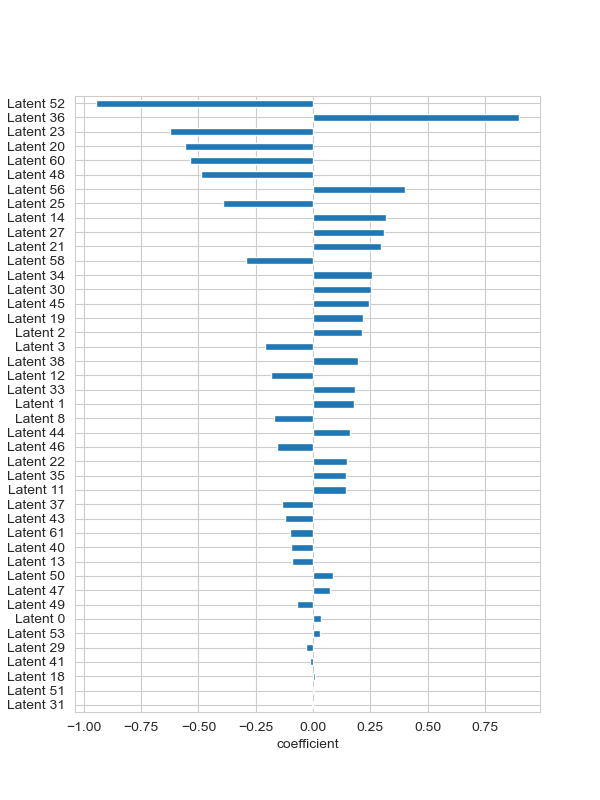 Latent 52
Latent 36
Latent 23
Latent 20
Latent 60
Latent 48
Latent 56
Latent 25
Latent 14
Latent 27
Latent 21
Latent 58
Latent 34
Latent 30
Latent 45
Latent 19
Latent 2
Latent 3
Latent 38
Latent 12
Latent 33
Latent 1
Latent 8
Latent 44
Latent 46
Latent 22
Latent 35
Latent 11
Latent 37
Latent 43
Latent 61
Latent 40
Latent 13
Latent 50
Latent 47
Latent 49
Latent 0
Latent 53
Latent 29
Latent 41
Latent 18
Latent 51
Latent 31
−1.00 −0.75 −0.50 −0.25 0.00 0.25 0.50 0.75
coefficient